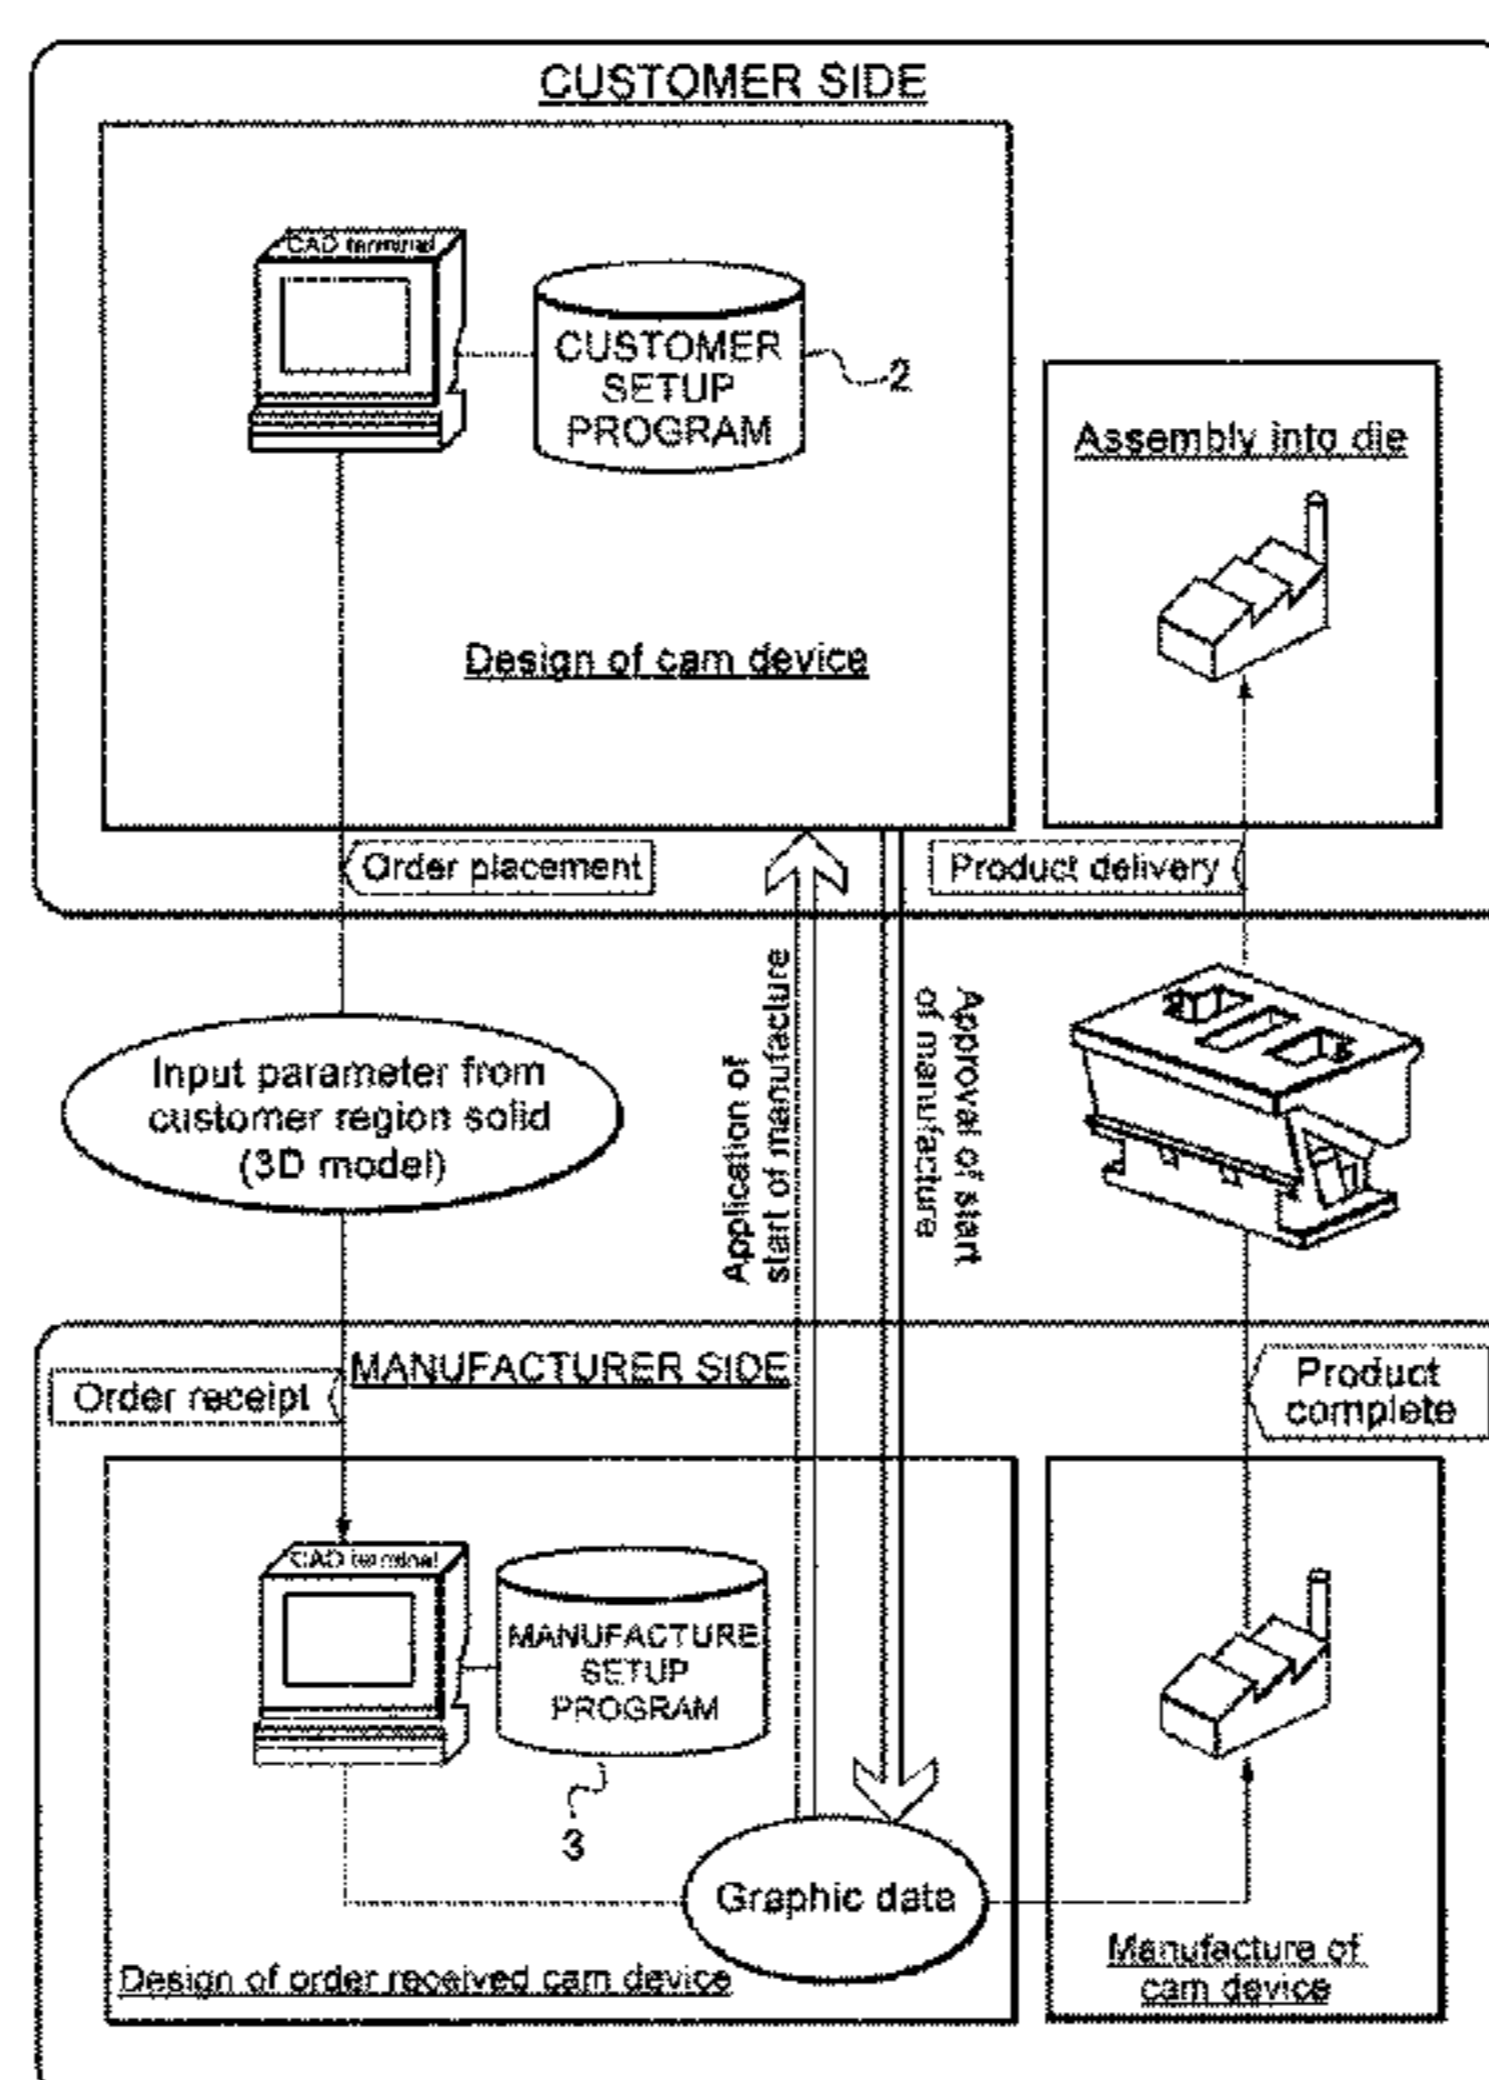 CUSTOMER SIDE
CAD terminal
CUSTOMER
SETUP
PROGRAM
2
Assembly into die
Design of cam device
Order placement
Product delivery
Application of
start of manufacture
Approval of start
of manufacture
Input parameter from
customer region solid
(3D model)
MANUFACTURER SIDE
Order receipt
Product
complete
CAD terminal
MANUFACTURE
SETUP
PROGRAM
3
Graphic data
Design of order received cam device
Manufacture of
cam device